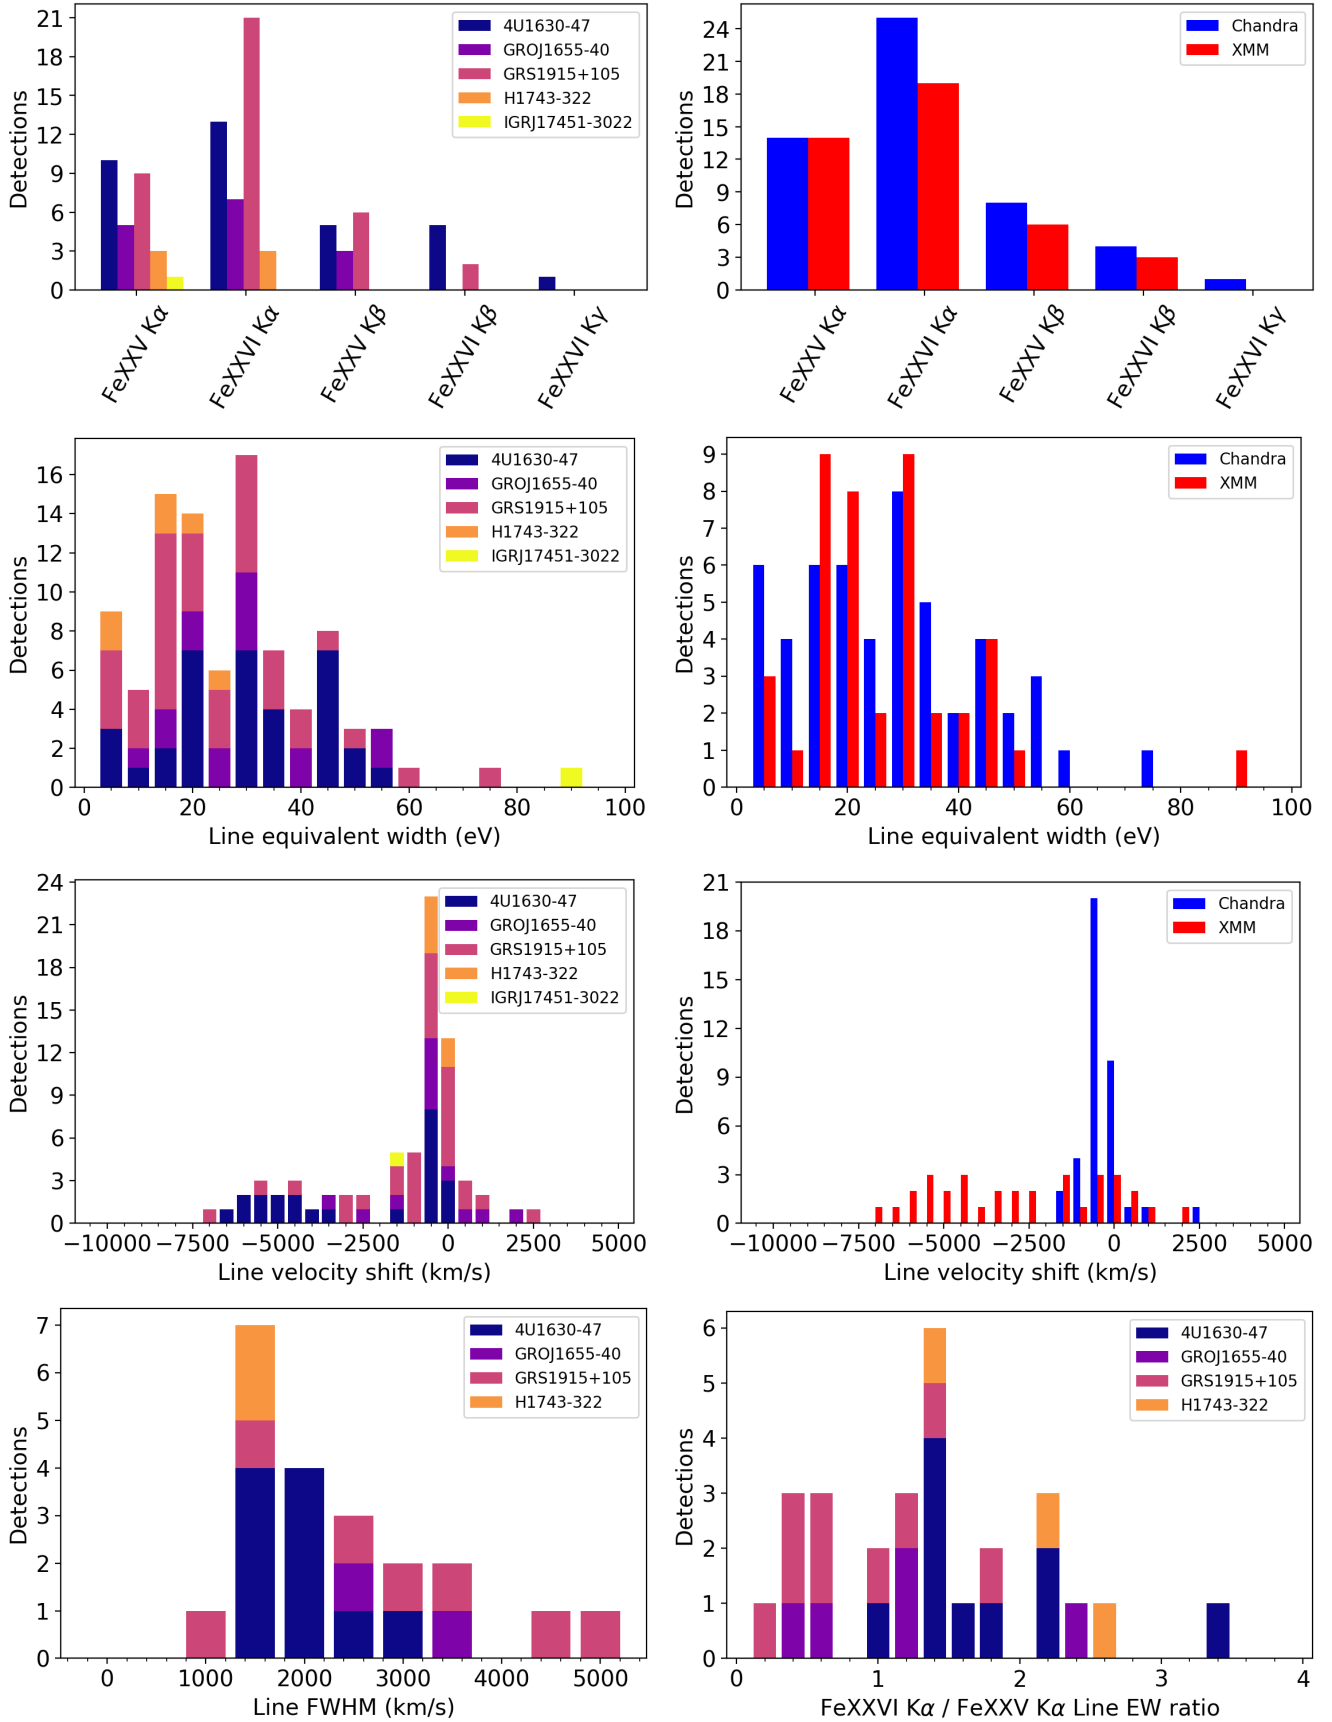 21
18
15
12
9
6
3
0
Detections
4U1630-47
GROJ1655-40
GRS1915+105
H1743-322
IGRJ17451-3022
FeXXV Kα
FeXXVI Kα
FeXXV Kβ
FeXXVI Kβ
FeXXVI Kγ
24
21
18
15
12
9
6
3
0
Detections
Chandra
XMM
FeXXV Kα
FeXXVI Kα
FeXXV Kβ
FeXXVI Kβ
FeXXVI Kγ
16
14
12
10
8
6
4
2
0
Detections
4U1630-47
GROJ1655-40
GRS1915+105
H1743-322
IGRJ17451-3022
0 20 40 60 80 100
Line equivalent width (eV)
9
8
7
6
5
4
3
2
1
0
Detections
Chandra
XMM
0 20 40 60 80 100
Line equivalent width (eV)
24
21
18
15
12
9
6
3
0
Detections
4U1630-47
GROJ1655-40
GRS1915+105
H1743-322
IGRJ17451-3022
−10000 −7500 −5000 −2500 0 2500 5000
Line velocity shift (km/s)
21
18
15
12
9
6
3
0
Detections
Chandra
XMM
−10000 −7500 −5000 −2500 0 2500 5000
Line velocity shift (km/s)
7
6
5
4
3
2
1
0
Detections
4U1630-47
GROJ1655-40
GRS1915+105
H1743-322
0 1000 2000 3000 4000 5000
Line FWHM (km/s)
6
5
4
3
2
1
0
Detections
4U1630-47
GROJ1655-40
GRS1915+105
H1743-322
0 1 2 3 4
FeXXVI Kα / FeXXV Kα Line EW ratio